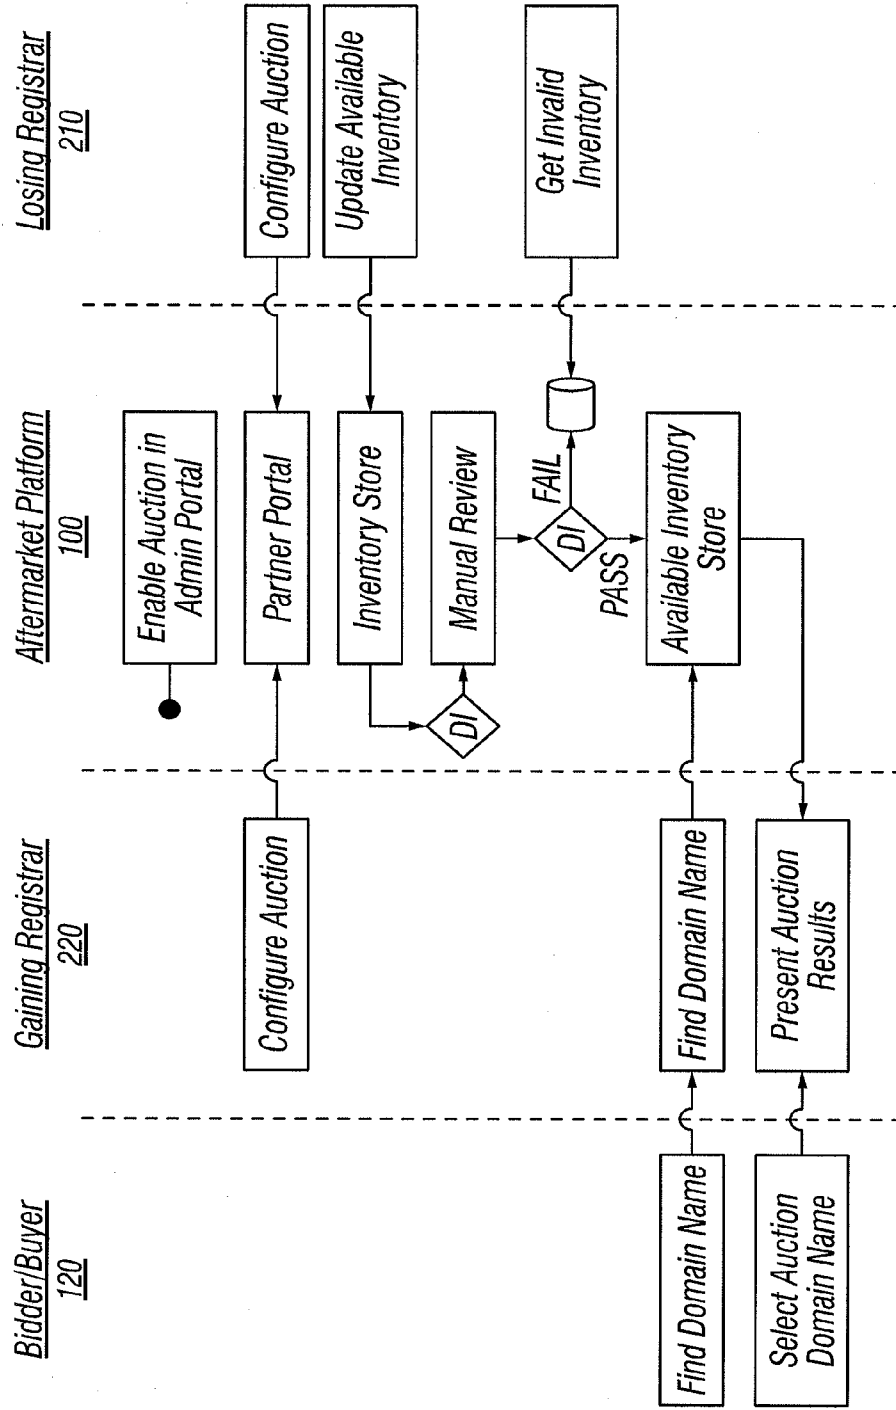 Losing Registrar
210
Configure Auction
Update Available
Inventory
Get Invalid
Inventory
Aftermarket Platform
100
Enable Auction in
Admin Portal
Partner Portal
Inventory Store
DI
Manual Review
DI
FAIL
PASS
Available Inventory
Store
Gaining Registrar
220
Configure Auction
Find Domain Name
Present Auction
Results
Bidder/Buyer
120
Find Domain Name
Select Auction
Domain Name